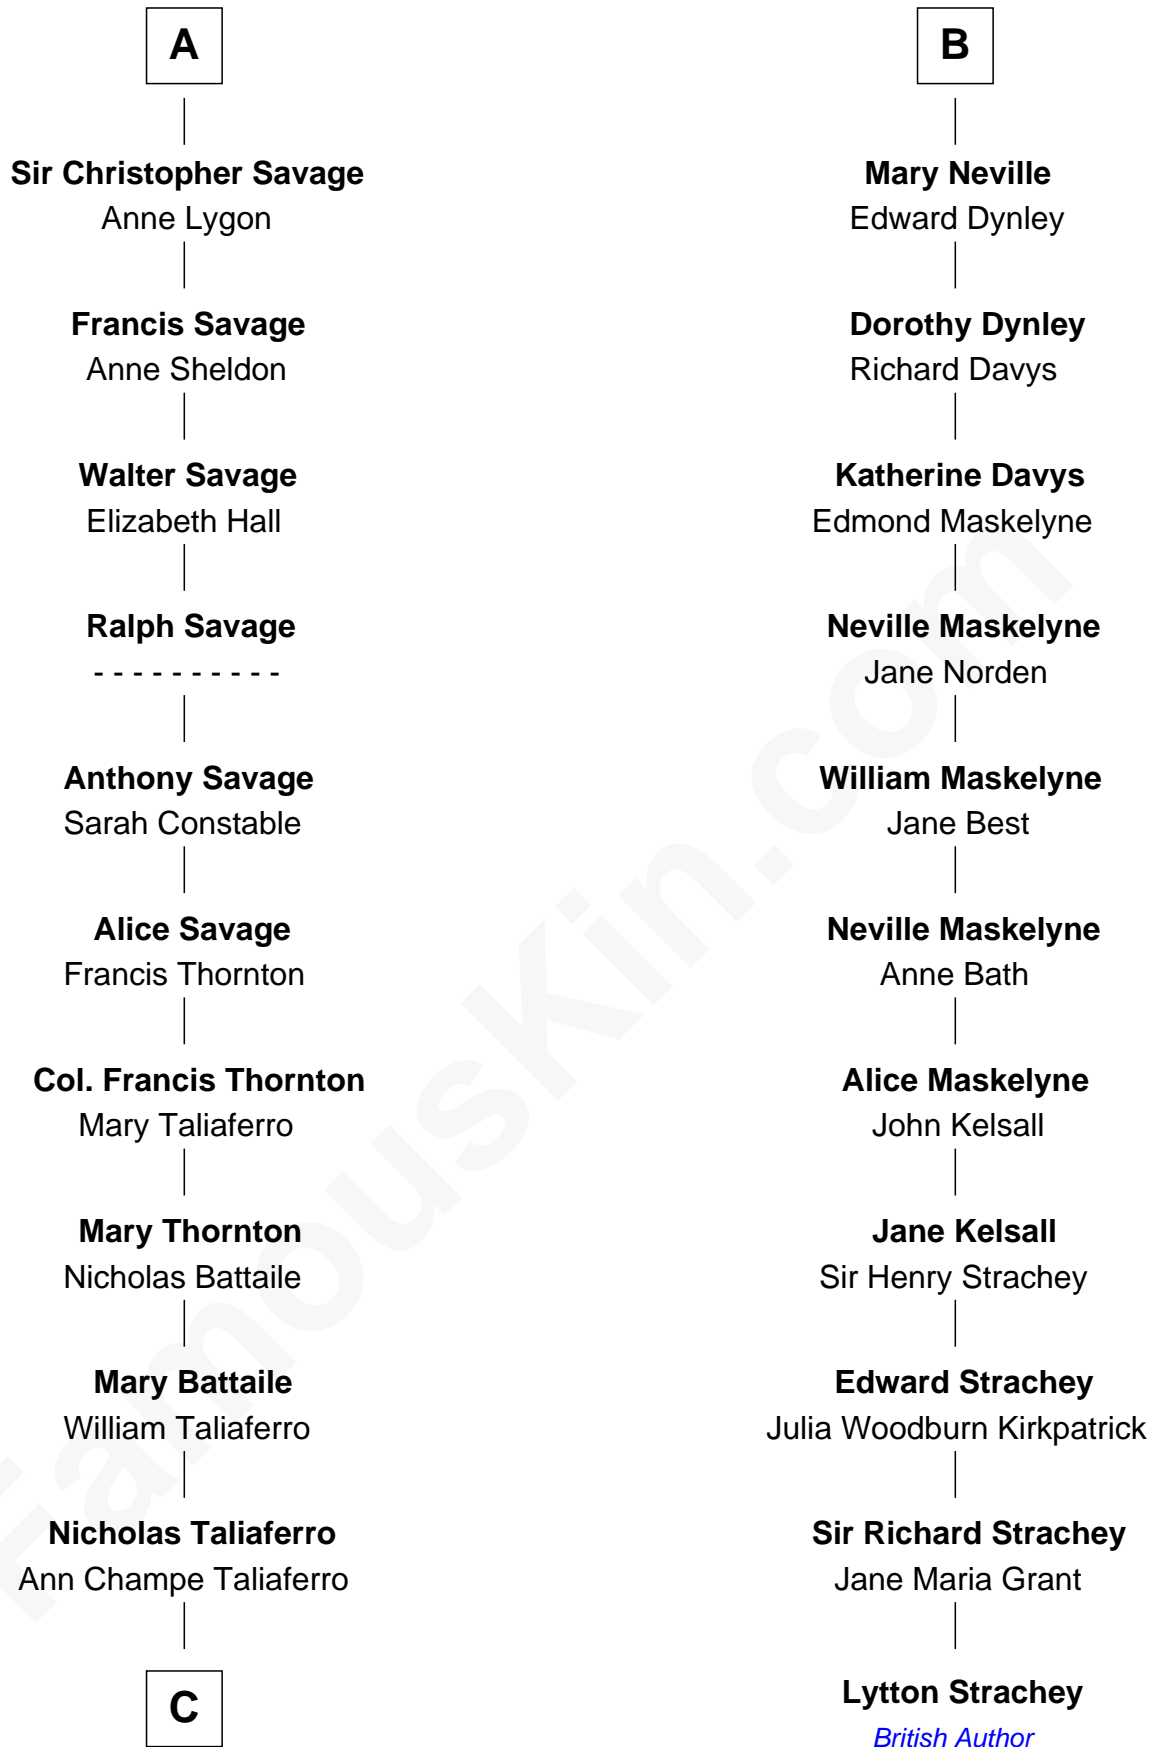 A
Sir Christopher Savage
Anne Lygon
Francis Savage
Anne Sheldon
Walter Savage
Elizabeth Hall
Ralph Savage
- - - - - - - - - -
Anthony Savage
Sarah Constable
Alice Savage
Francis Thornton
Col. Francis Thornton
Mary Taliaferro
Mary Thornton
Nicholas Battaile
Mary Battaile
William Taliaferro
Nicholas Taliaferro
Ann Champe Taliaferro
C
B
Mary Neville
Edward Dynley
Dorothy Dynley
Richard Davys
Katherine Davys
Edmond Maskelyne
Neville Maskelyne
Jane Norden
William Maskelyne
Jane Best
Neville Maskelyne
Anne Bath
Alice Maskelyne
John Kelsall
Jane Kelsall
Sir Henry Strachey
Edward Strachey
Julia Woodburn Kirkpatrick
Sir Richard Strachey
Jane Maria Grant
Lytton Strachey
British Author
FamousKin.com